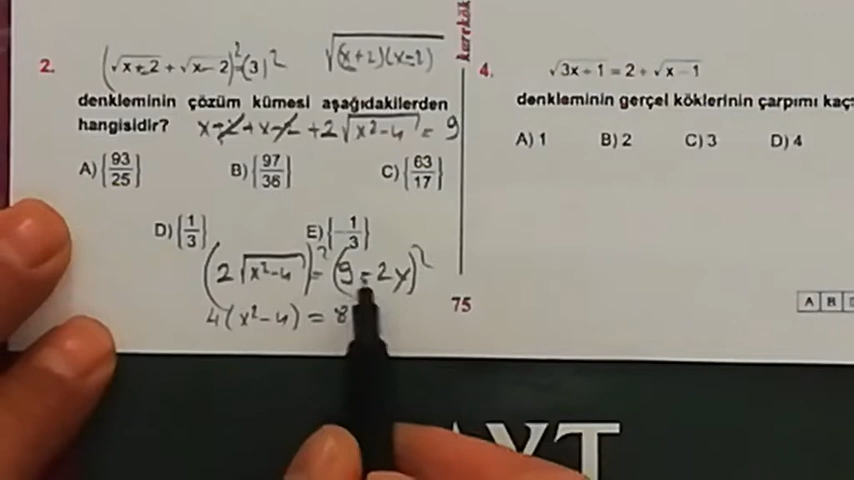 2. (√x+2 + √x-2)² = (3)² √(x+2)(x-2)
denkleminin çözüm kümesi aşağıdakilerden
hangisidir? x+2+x-2+2√x²-4 = 9
A) {93/25} B) {97/36} C) {63/17}
D) {1/3} E) {-1/3}
(2√x²-4)² = (9-2x)²
4(x²-4) = 8
75
kerekök
4. √3x+1 = 2+√x-1
denkleminin gerçel köklerinin çarpımı kaç
A) 1 B) 2 C) 3 D) 4
A B
AYT